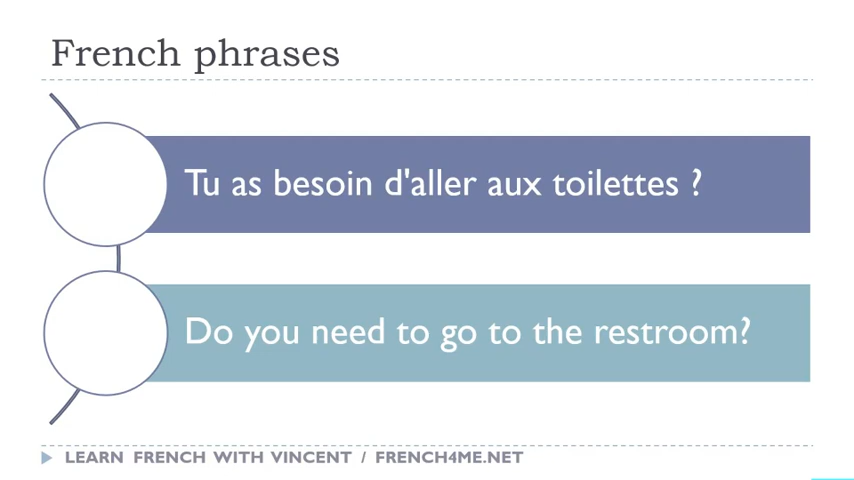 French phrases
Tu as besoin d'aller aux toilettes ?
Do you need to go to the restroom?
LEARN FRENCH WITH VINCENT / FRENCH4ME.NET